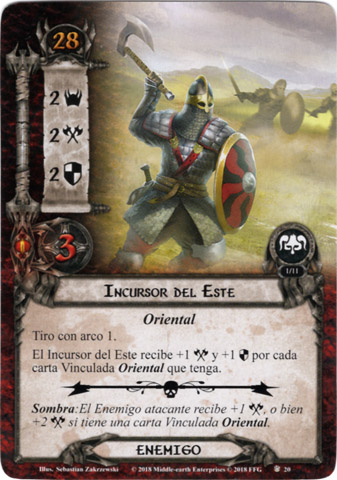 28
2
2
2
3
1/11
Incursor del Este
Oriental
Tiro con arco 1.
El Incursor del Este recibe +1 y +1 por cada
carta Vinculada Oriental que tenga.
Sombra: El Enemigo atacante recibe +1, o bien
+2 si tiene una carta Vinculada Oriental.
ENEMIGO
Illus. Sebastian Zakrzewski © 2018 Middle-earth Enterprises © 2018 FFG 20